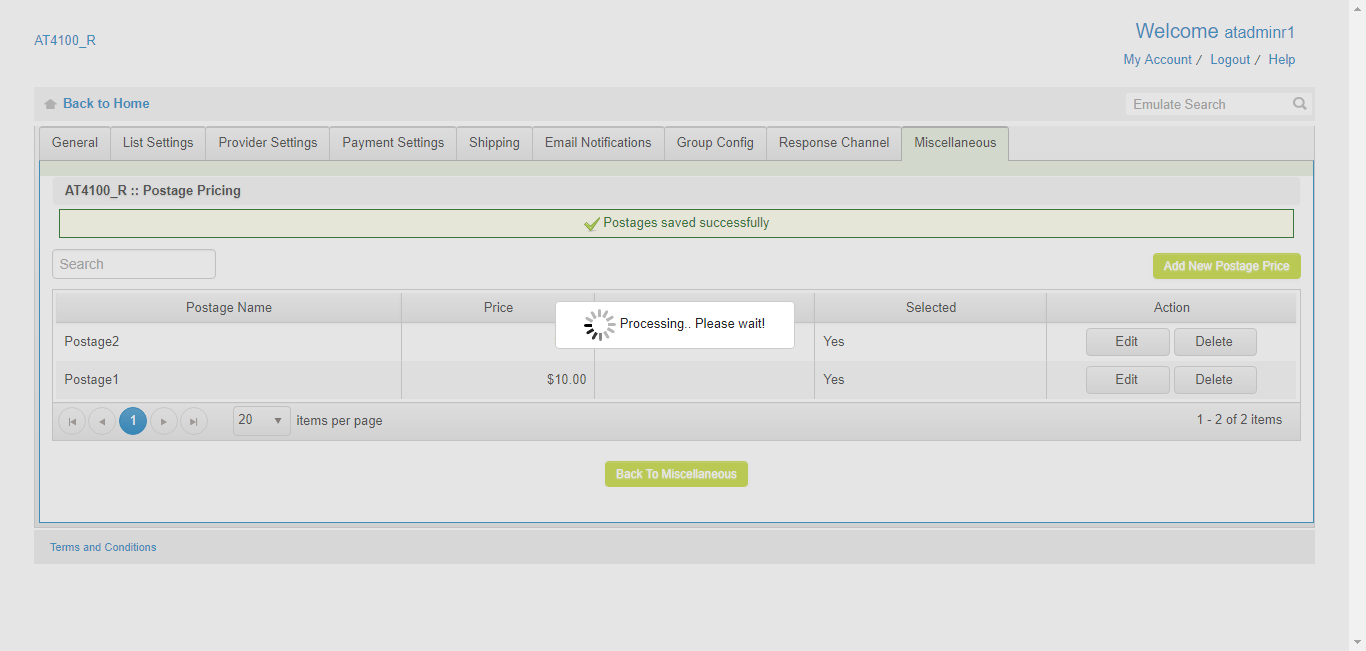 AT4100_R
Welcome atadminr1
My Account / Logout / Help
Back to Home
Emulate Search
General
List Settings
Provider Settings
Payment Settings
Shipping
Email Notifications
Group Config
Response Channel
Miscellaneous
AT4100_R :: Postage Pricing
Postages saved successfully
Search
Add New Postage Price
Postage Name
Price
Selected
Action
Processing.. Please wait!
Postage2
Yes
Edit
Delete
Postage1
$10.00
Yes
Edit
Delete
1
20
items per page
1 - 2 of 2 items
Back To Miscellaneous
Terms and Conditions